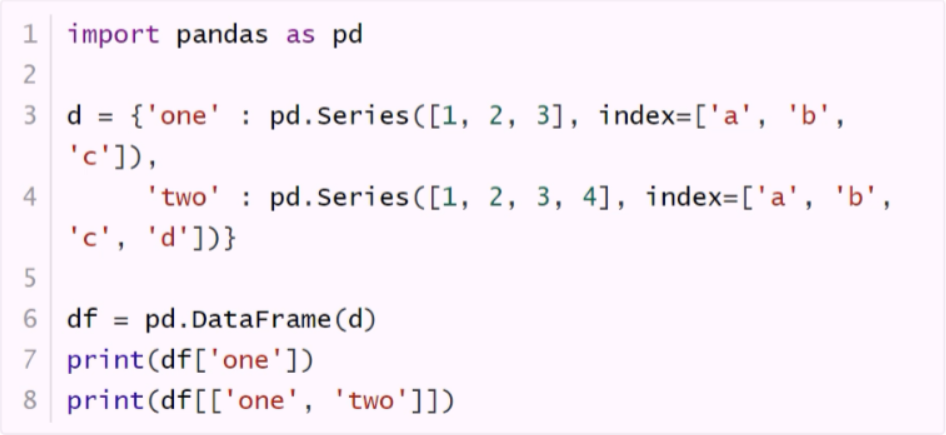 1 import pandas as pd
2
3 d = {'one' : pd.Series([1, 2, 3], index=['a', 'b',
'c']),
4      'two' : pd.Series([1, 2, 3, 4], index=['a', 'b',
'c', 'd'])}
5
6 df = pd.DataFrame(d)
7 print(df['one'])
8 print(df[['one', 'two']])